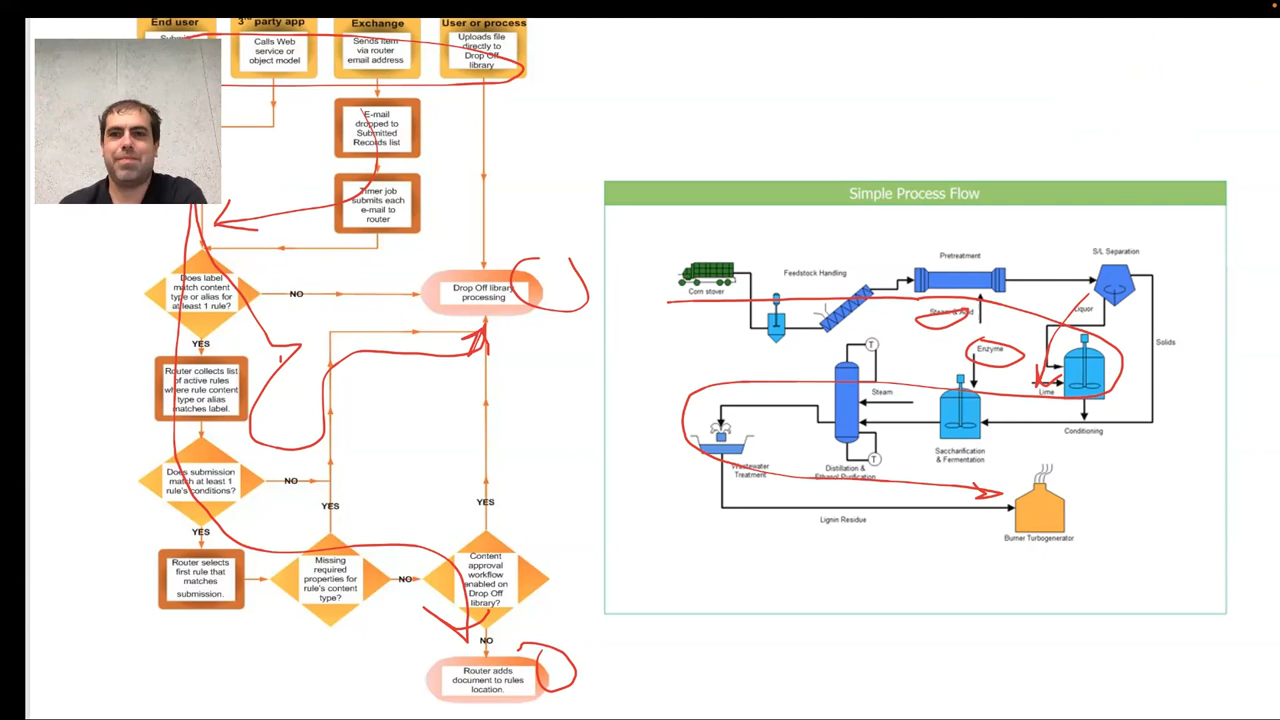 End user
3rd party app
Exchange
User or process
Calls Web
service or
object model
Sends item
via router
email address
Uploads file
directly to
Drop Off
library
E-mail
dropped to
Submitted
Records list
Timer job
submits each
e-mail to
router
Does label
match content
type or alias for
at least 1 rule?
NO
Drop Off library
processing
YES
Router collects list
of active rules
where rule content
type or alias
matches label.
Does submission
match at least 1
rule's conditions?
NO
YES
YES
YES
Router selects
first rule that
matches
submission.
Missing
required
properties for
rule's content
type?
NO
Content
approval
workflow
enabled on
Drop Off
library?
NO
Router adds
document to rules
location.
Simple Process Flow
Corn stover
Feedstock Handling
Pretreatment
S/L Separation
Steam & Acid
Liquor
Solids
Enzyme
Lime
Steam
T
Conditioning
Saccharification
& Fermentation
Wastewater
Treatment
Distillation &
Ethanol Purification
T
Lignin Residue
Burner Turbogenerator